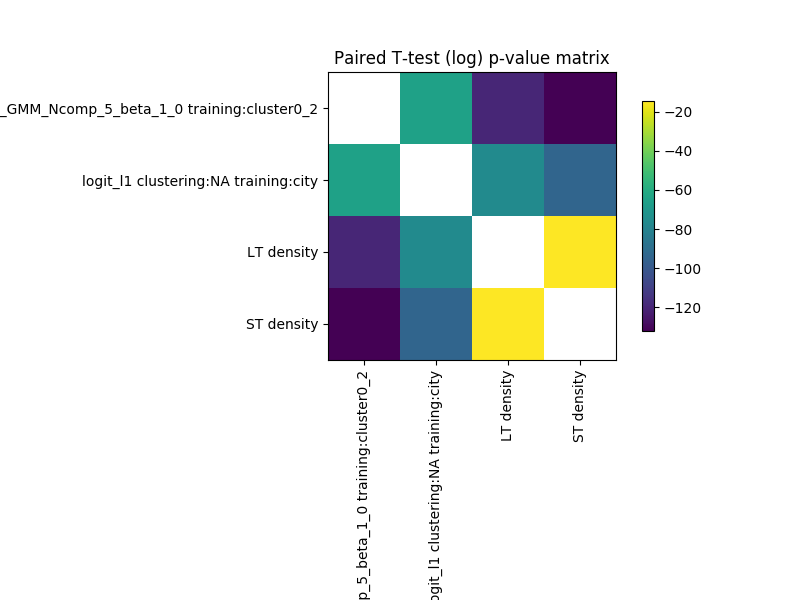 Paired T-test (log) p-value matrix
_GMM_Ncomp_5_beta_1_0 training:cluster0_2
logit_l1 clustering:NA training:city
LT density
ST density
p_5_beta_1_0 training:cluster0_2
ogit_l1 clustering:NA training:city
LT density
ST density
−20
−40
−60
−80
−100
−120